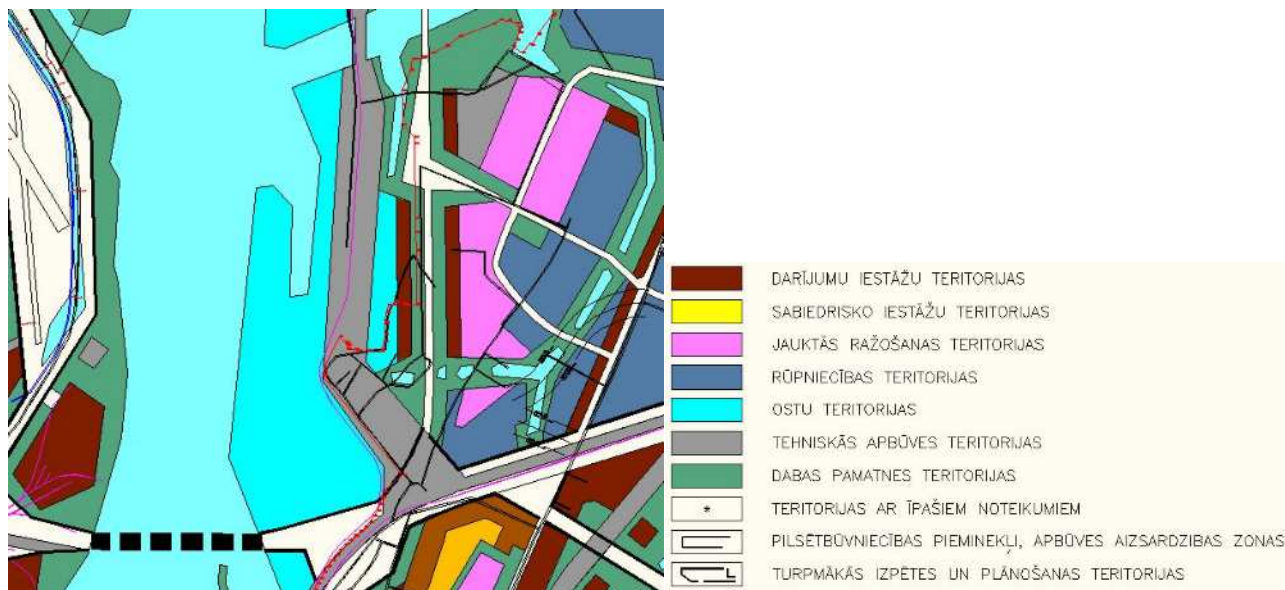 DARĪJUMU IESTĀŽU TERITORIJAS
SABIEDRISKO IESTĀŽU TERITORIJAS
JAUKTĀS RAŽOŠANAS TERITORIJAS
RŪPNIECĪBAS TERITORIJAS
OSTU TERITORIJAS
TEHNISKĀS APBŪVES TERITORIJAS
DABAS PAMATNES TERITORIJAS
* TERITORIJAS AR ĪPAŠIEM NOTEIKUMIEM
PILSĒTBŪVNIECĪBAS PIEMINEKĻI, APBŪVES AIZSARDZIBAS ZONAS
TURPMĀKĀS IZPĒTES UN PLĀNOŠANAS TERITORIJAS